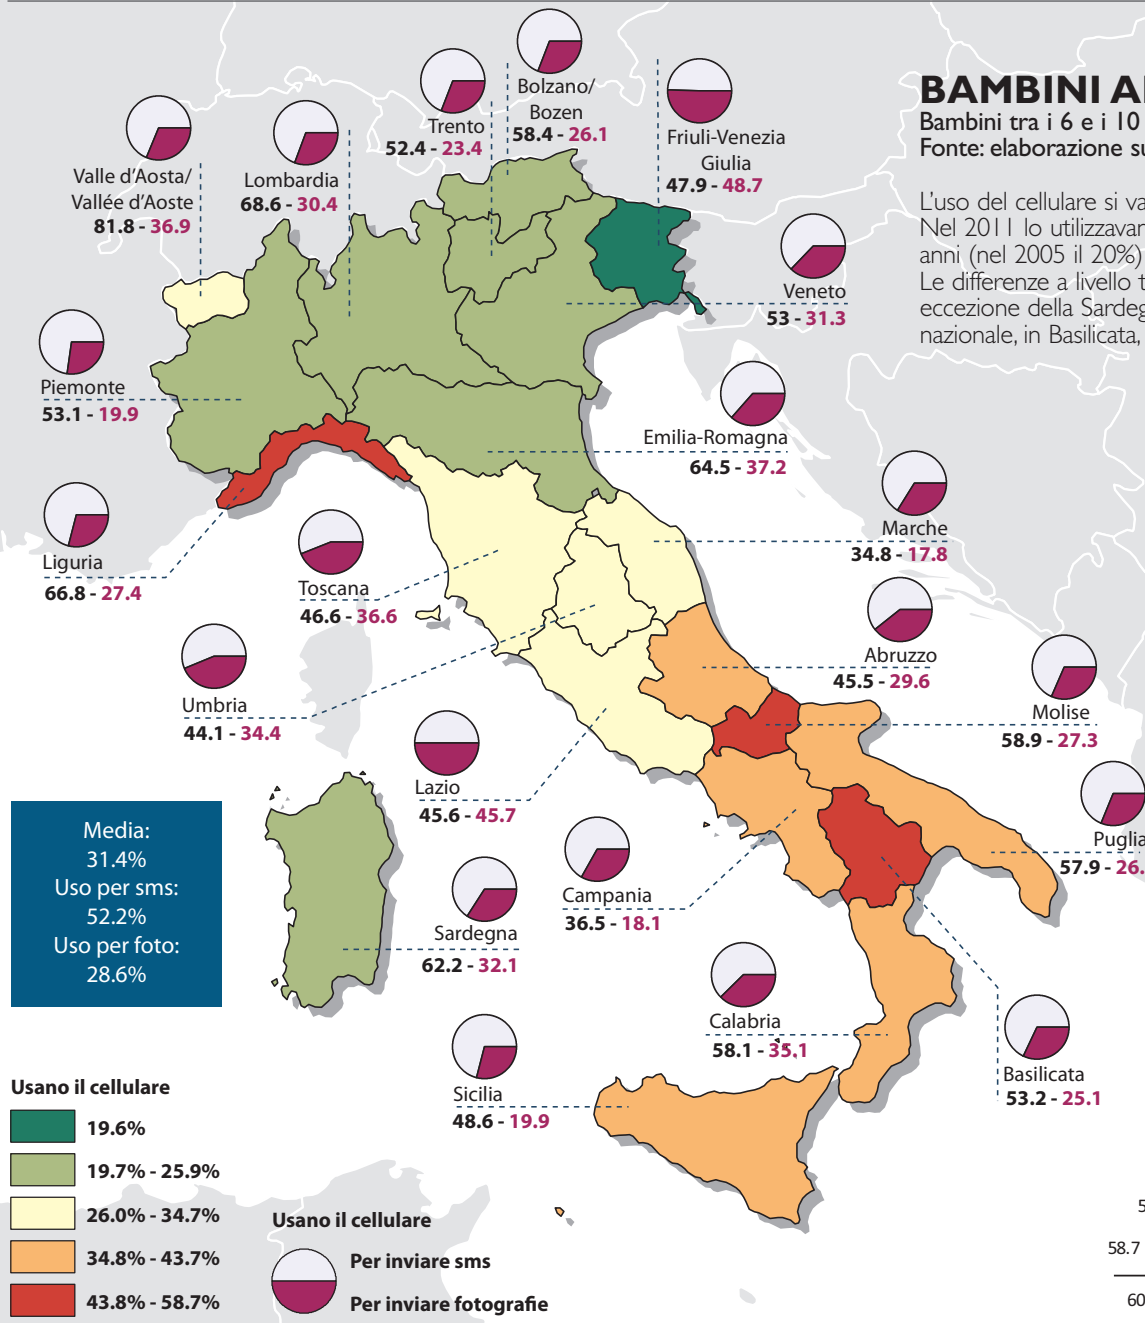 BAMBINI
Bambini tra i 6 e i 10
Fonte: elaborazione
L'uso del cellulare si
Nel 2011 lo
anni (nel 2005 il 20%)
Le differenze a livello
eccezione della
nazionale, in Basilicata,
Bolzano/
Bozen
58.4 - 26.1
Trento
52.4 - 23.4
Friuli-Venezia
Giulia
47.9 - 48.7
Valle d'Aosta/
Vallée d'Aoste
81.8 - 36.9
Lombardia
68.6 - 30.4
Veneto
53 - 31.3
Piemonte
53.1 - 19.9
Emilia-Romagna
64.5 - 37.2
Marche
34.8 - 17.8
Liguria
66.8 - 27.4
Toscana
46.6 - 36.6
Abruzzo
45.5 - 29.6
Umbria
44.1 - 34.4
Molise
58.9 - 27.3
Lazio
45.6 - 45.7
Puglia
57.9 - 26.
Campania
36.5 - 18.1
Sardegna
62.2 - 32.1
Calabria
58.1 - 35.1
Basilicata
53.2 - 25.1
Sicilia
48.6 - 19.9
Media:
31.4%
Uso per sms:
52.2%
Uso per foto:
28.6%
Usano il cellulare
19.6%
19.7% - 25.9%
26.0% - 34.7%
34.8% - 43.7%
43.8% - 58.7%
Usano il cellulare
Per inviare sms
Per inviare fotografie
5
58.7
60